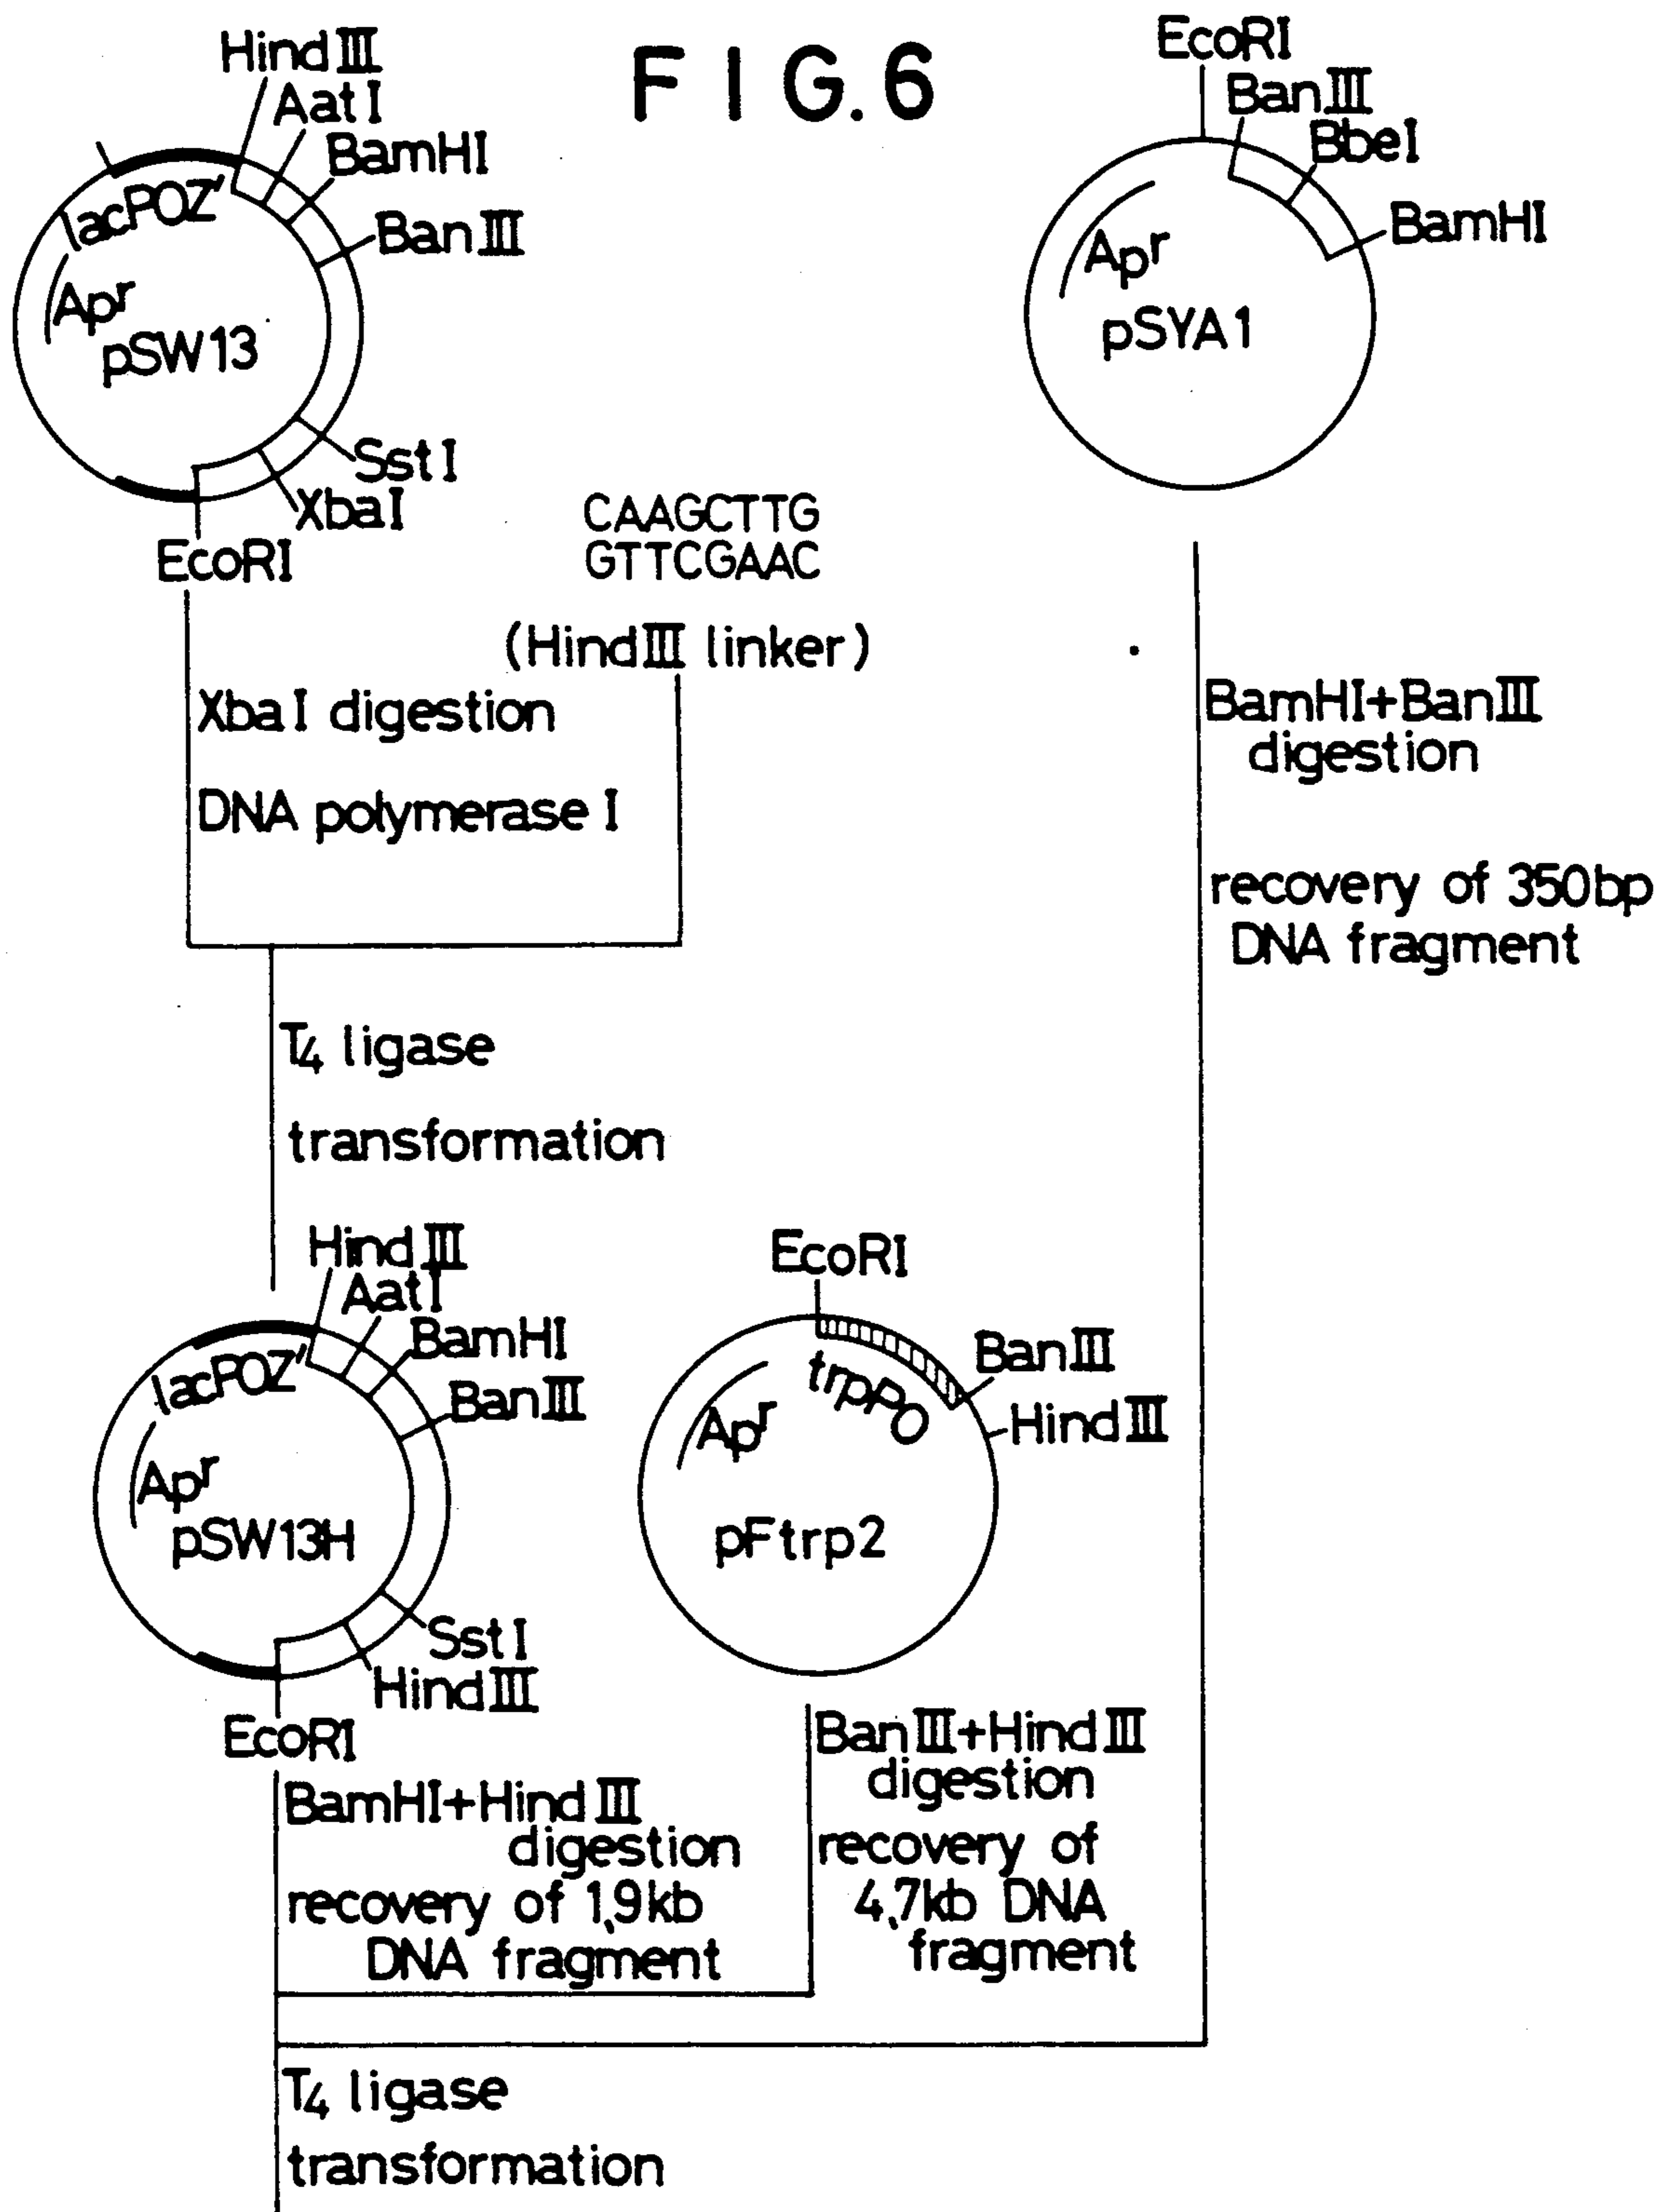 FIG.6
HindIII
AatI
BamHI
BanIII
lacPOZ'
Apr
pSW13
SstI
XbaI
EcoRI
EcoRI
BanIII
BbeI
BamHI
Apr
pSYA1
CAAGCTTG
GTTCGAAC
(HindIII linker)
XbaI digestion
DNA polymerase I
BamHI+BanIII
digestion
recovery of 350bp
DNA fragment
T4 ligase
transformation
HindIII
AatI
BamHI
BanIII
lacPOZ'
Apr
pSW13H
SstI
HindIII
EcoRI
EcoRI
BanIII
HindIII
trpPO
Apr
pFtrp2
BamHI+HindIII
digestion
recovery of 1.9kb
DNA fragment
BanIII+HindIII
digestion
recovery of
4.7kb DNA
fragment
T4 ligase
transformation